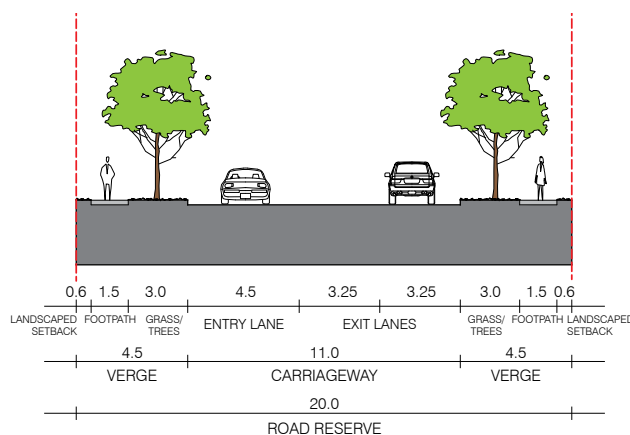 0.6 1.5 3.0 4.5 3.25 3.25 3.0 1.5 0.6
LANDSCAPED SETBACK
FOOTPATH
GRASS/
TREES
ENTRY LANE
EXIT LANES
GRASS/
TREES
FOOTPATH
LANDSCAPED
SETBACK
4.5 11.0 4.5
VERGE CARRIAGEWAY VERGE
20.0
ROAD RESERVE